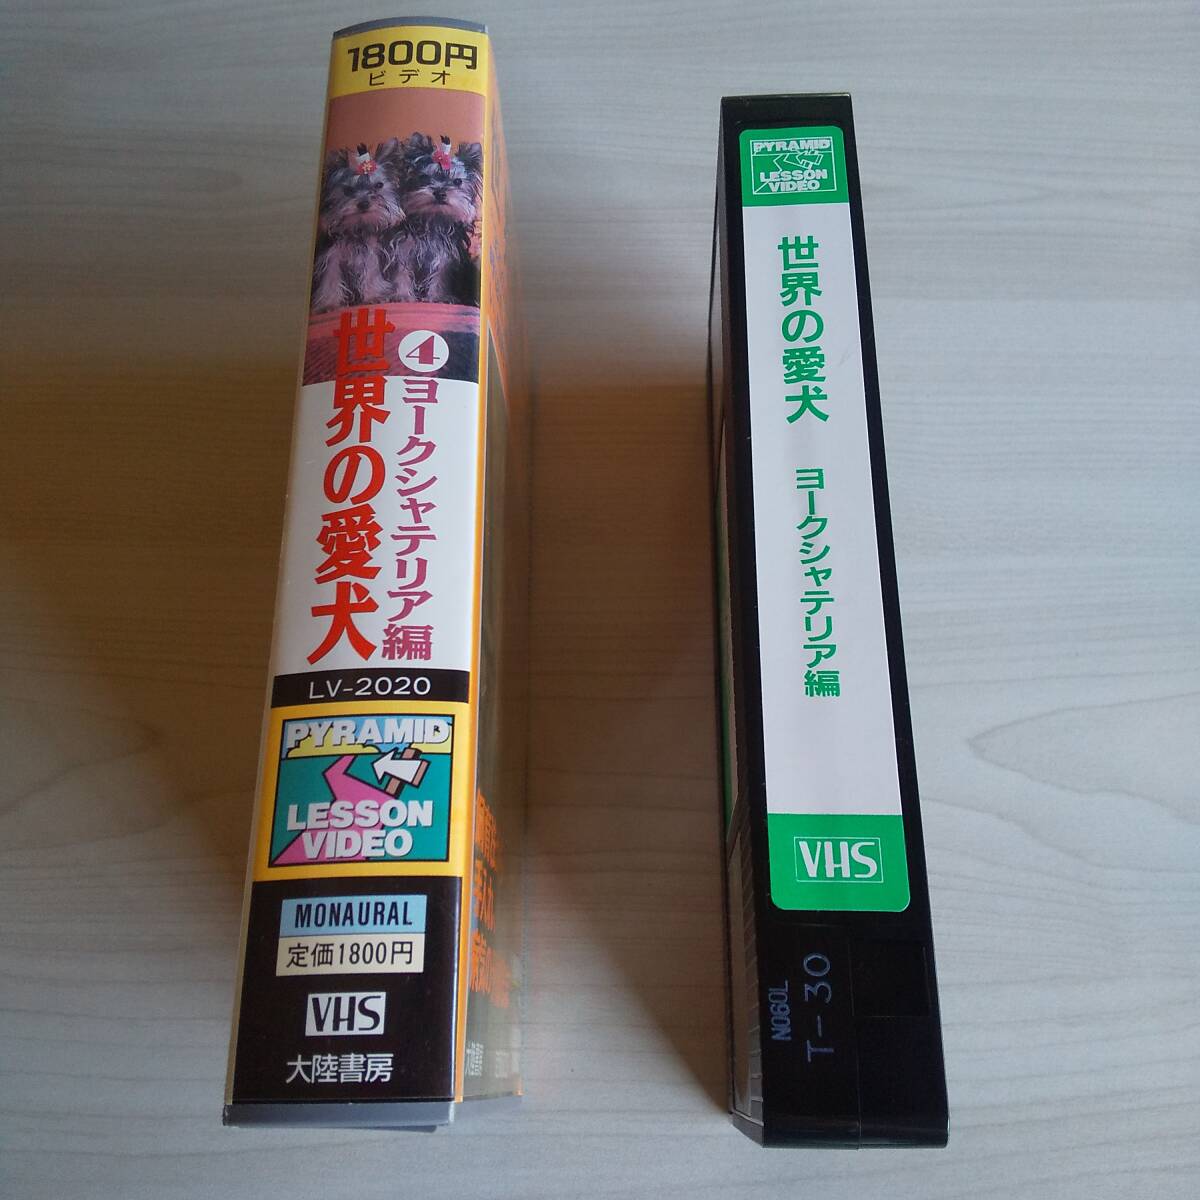 1800円
ビデオ
④ヨークシャテリア編
世界の愛犬
LV-2020
PYRAMID
LESSON
VIDEO
MONAURAL
定価1800円
VHS
大陸書房
PYRAMID
LESSON
VIDEO
世界の愛犬
ヨークシャテリア編
VHS
T-30
NO60L